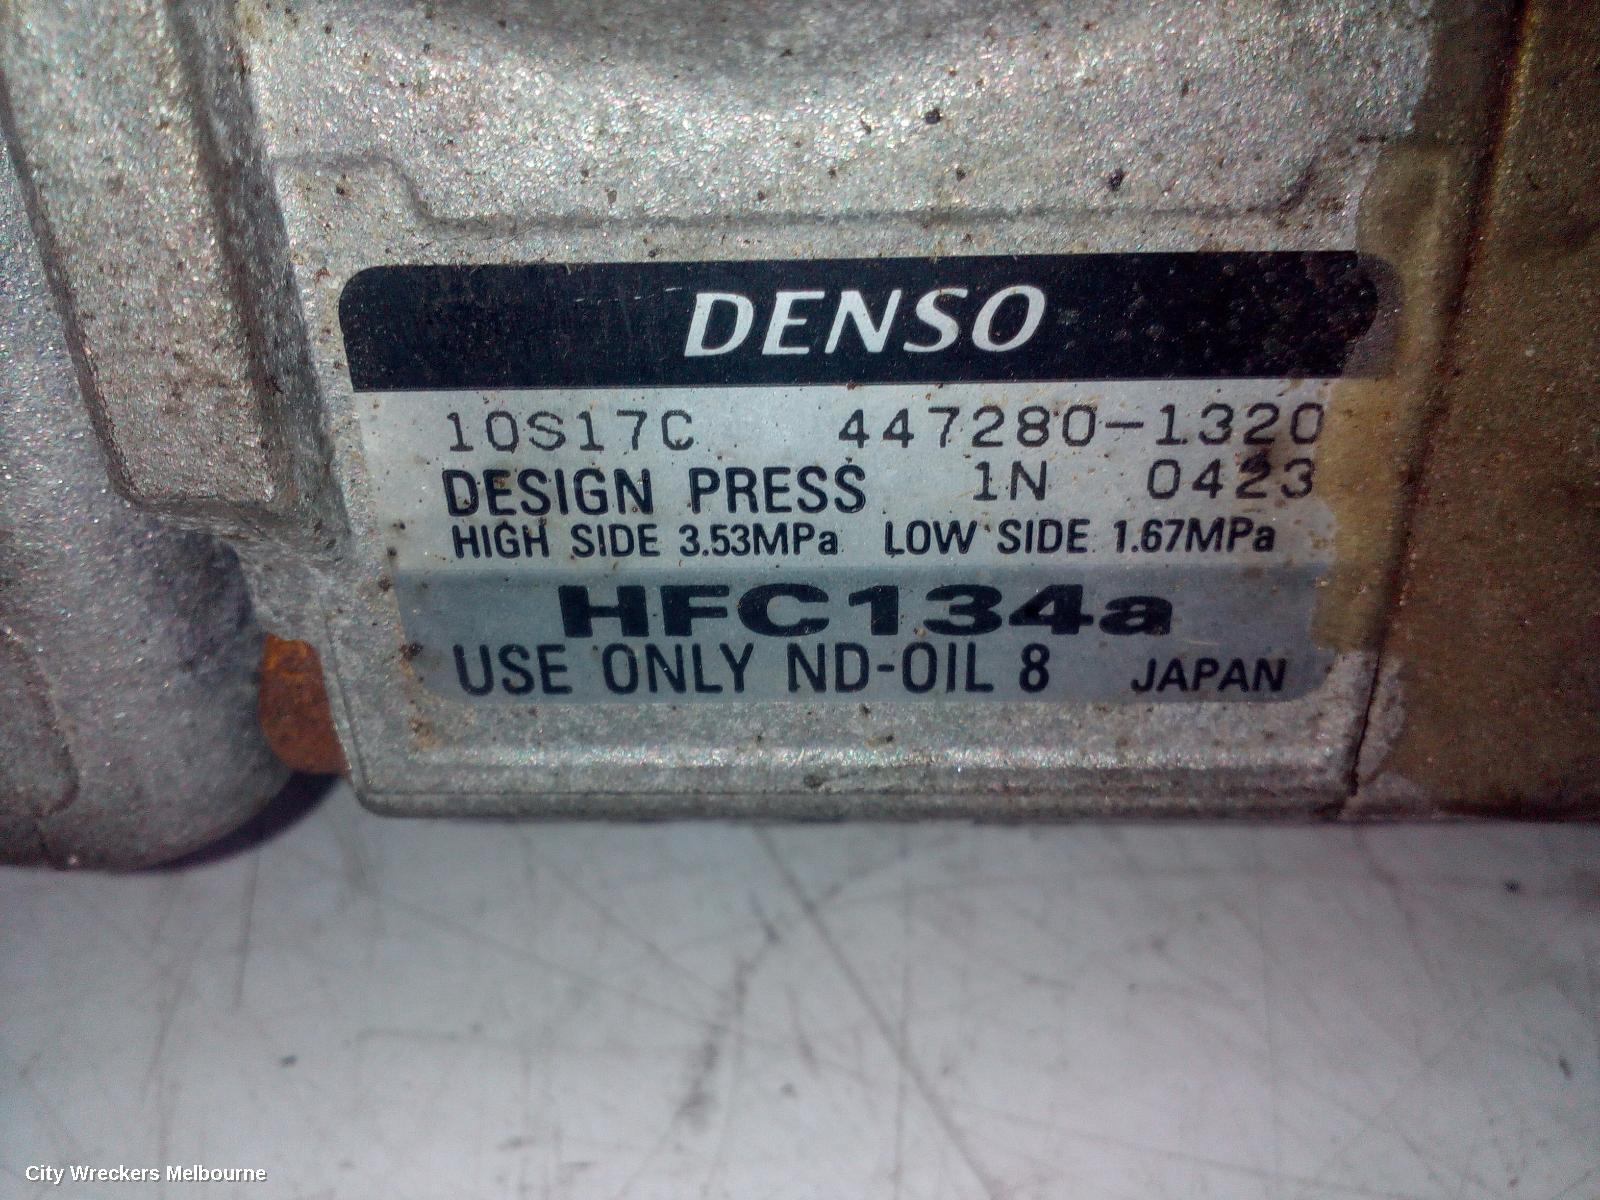 DENSO
10S17C 447280-1320
DESIGN PRESS 1N 0423
HIGH SIDE 3.53MPa LOW SIDE 1.67MPa
HFC134a
USE ONLY ND-OIL 8 JAPAN
City Wreckers Melbourne